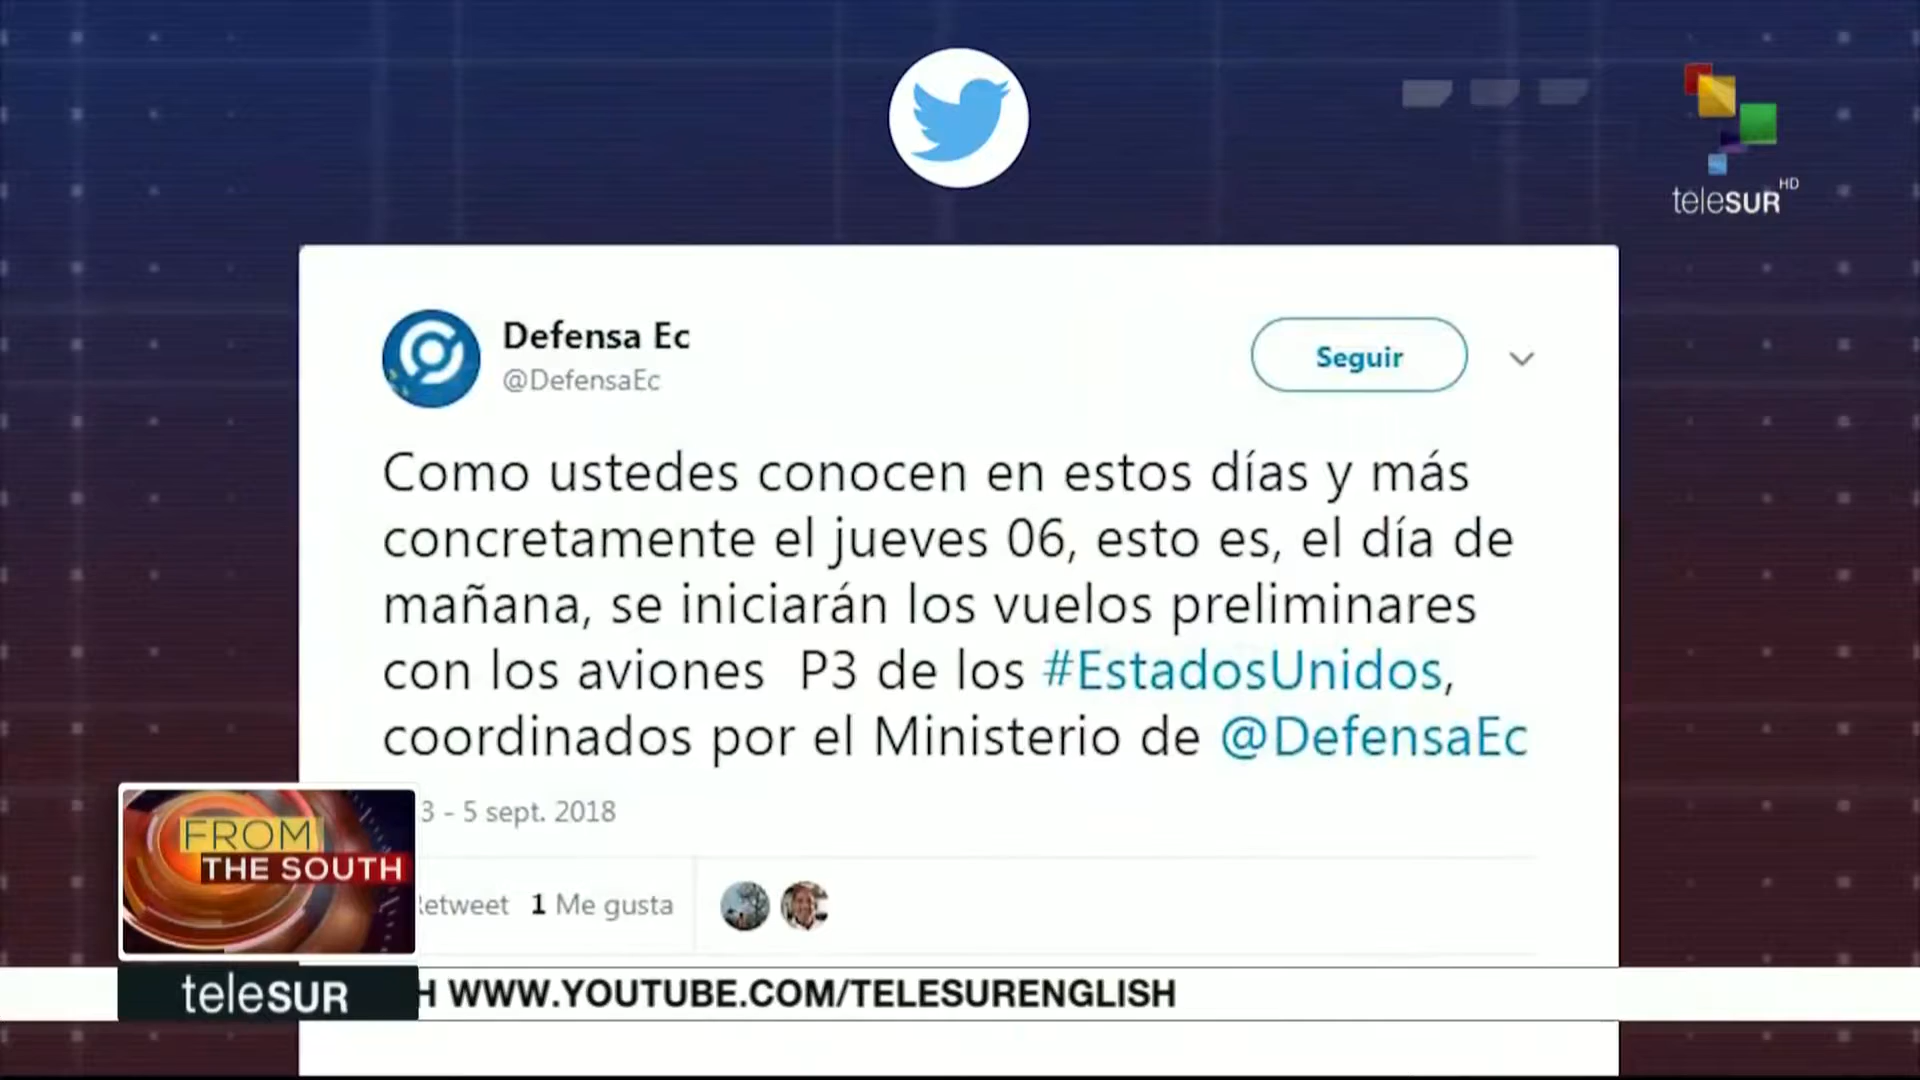 teleSUR HD
Defensa Ec
@DefensaEc
Seguir
Como ustedes conocen en estos días y más
concretamente el jueves 06, esto es, el día de
mañana, se iniciarán los vuelos preliminares
con los aviones P3 de los #EstadosUnidos,
coordinados por el Ministerio de @DefensaEc
3 - 5 sept. 2018
etweet 1 Me gusta
FROM
THE SOUTH
teleSUR
H WWW.YOUTUBE.COM/TELESURENGLISH